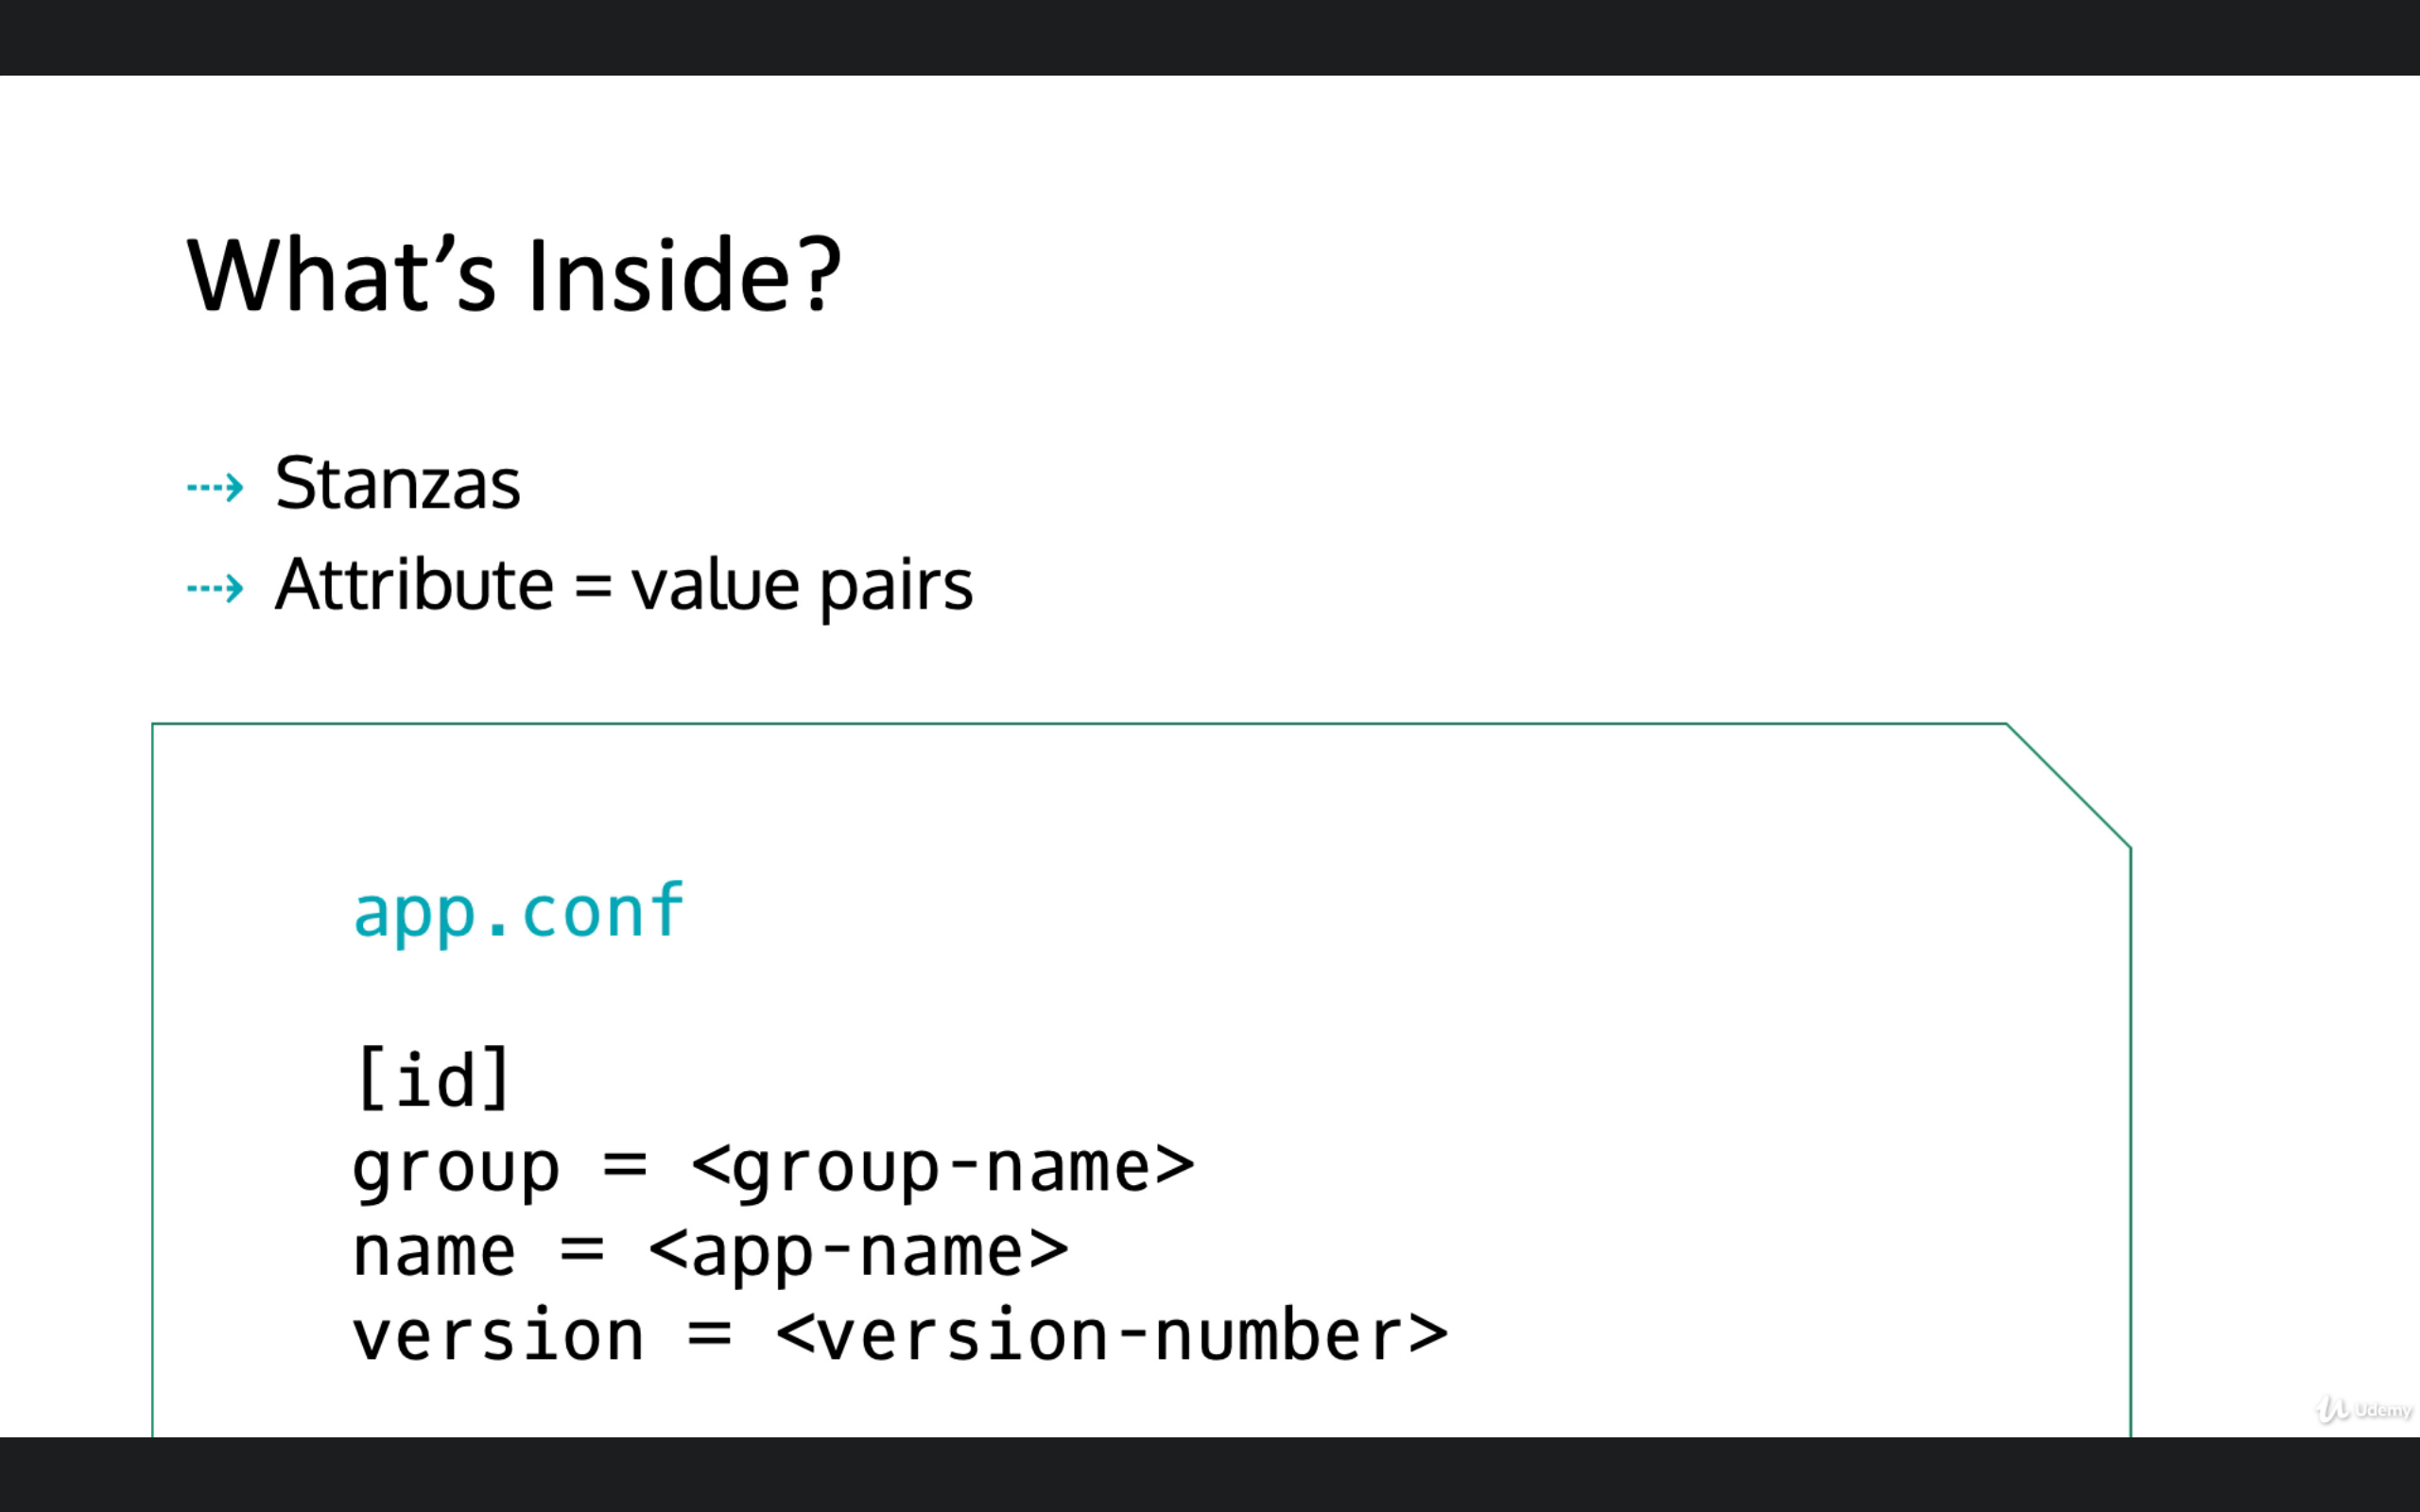 What’s Inside?
Stanzas
Attribute = value pairs
app.conf
[id]
group = <group-name>
name = <app-name>
version = <version-number>
Udemy